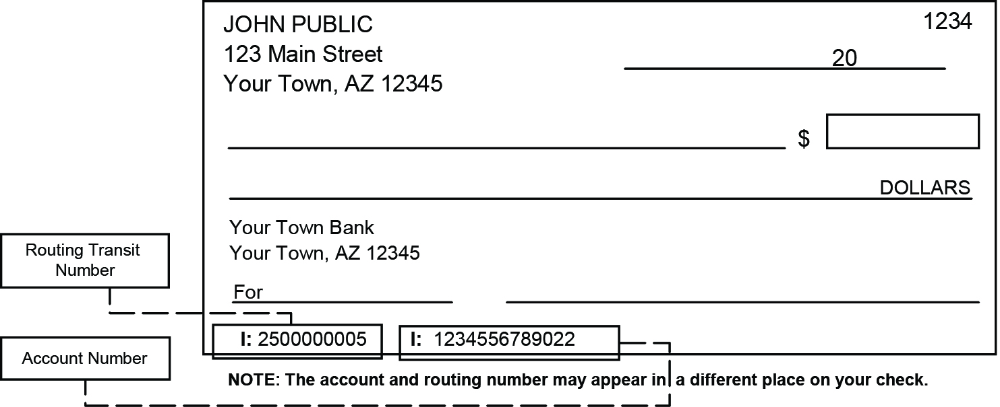 JOHN PUBLIC
1234
123 Main Street
20
Your Town, AZ 12345
$
DOLLARS
Your Town Bank
Your Town, AZ 12345
Routing Transit
Number
For
I: 2500000005
I: 1234556789022
Account Number
NOTE: The account and routing number may appear in a different place on your check.